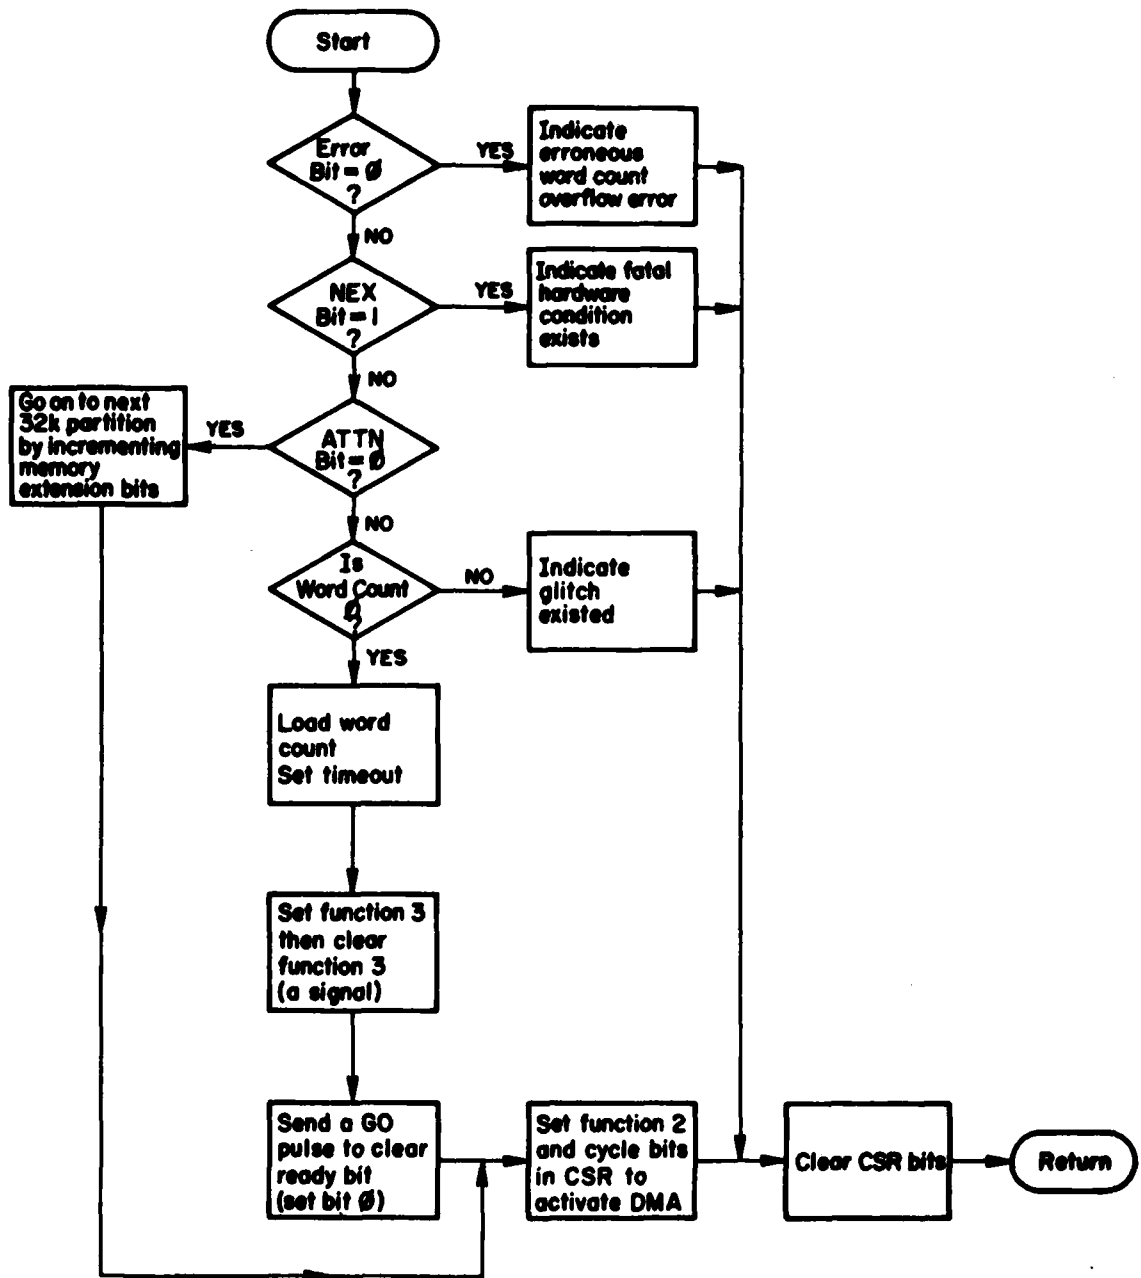 Start
Error
Bit = Ø
?
YES
Indicate
erroneous
word count
overflow error
NO
NEX
Bit = 1
?
YES
Indicate fatal
hardware
condition
exists
NO
ATTN
Bit = Ø
?
YES
Go on to next
32k partition
by incrementing
memory
extension bits
NO
Is
Word Count
Ø
?
NO
Indicate
glitch
existed
YES
Load word
count
Set timeout
Set function 3
then clear
function 3
(a signal)
Send a GO
pulse to clear
ready bit
(set bit Ø)
Set function 2
and cycle bits
in CSR to
activate DMA
Clear CSR bits
Return